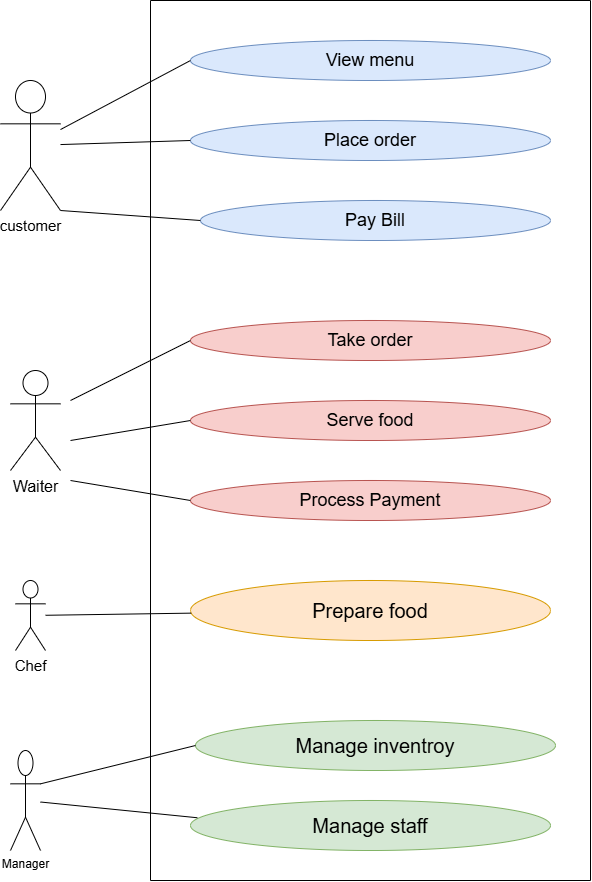 View menu
Place order
Pay Bill
customer
Take order
Serve food
Process Payment
Waiter
Prepare food
Chef
Manage inventroy
Manage staff
Manager